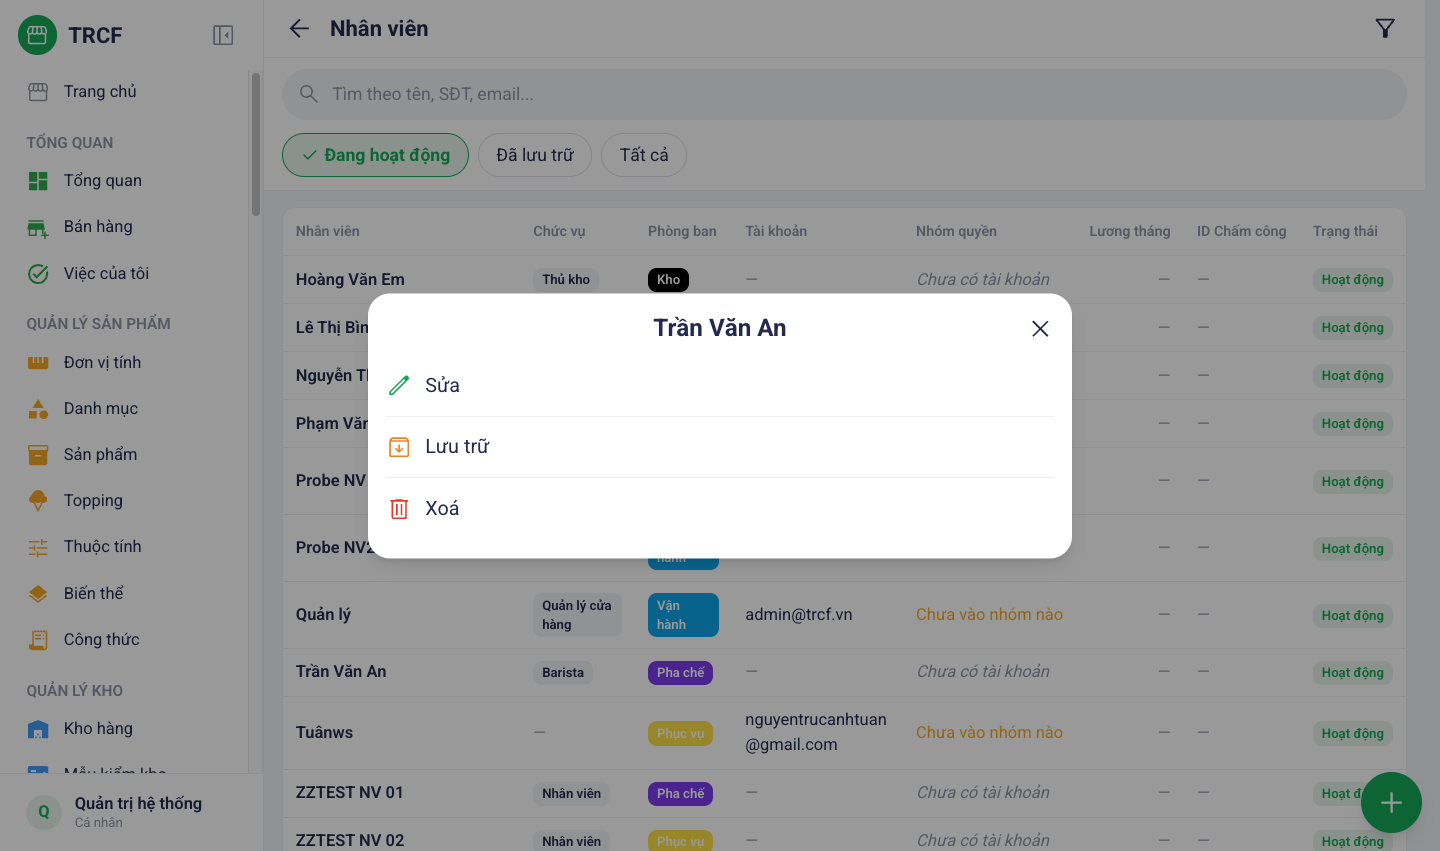 TRCF
Trang chủ
TỔNG QUAN
Tổng quan
Bán hàng
Việc của tôi
QUẢN LÝ SẢN PHẨM
Đơn vị tính
Danh mục
Sản phẩm
Topping
Thuộc tính
Biến thể
Công thức
QUẢN LÝ KHO
Kho hàng
Mẫu kiểm kho
Q
Quản trị hệ thống
Cá nhân
Nhân viên
Tìm theo tên, SĐT, email...
Đang hoạt động Đã lưu trữ Tất cả
Nhân viên Chức vụ Phòng ban Tài khoản Nhóm quyền Lương tháng ID Chấm công Trạng thái
Hoàng Văn Em Thủ kho Kho — Chưa có tài khoản — — Hoạt động
Lê Thị Bìn — — Hoạt động
Nguyễn — — Hoạt động
Phạm Văn — — Hoạt động
Probe NV — — Hoạt động
Probe NV2 — — Hoạt động
Trần Văn An
Sửa
Lưu trữ
Xoá
hành
Quản lý Quản lý cửa hàng Vận hành admin@trcf.vn Chưa vào nhóm nào — — Hoạt động
Trần Văn An Barista Pha chế — Chưa có tài khoản — — Hoạt động
Tuânws — Phục vụ nguyentrucanhtuan
@gmail.com Chưa vào nhóm nào — — Hoạt động
ZZTEST NV 01 Nhân viên Pha chế — Chưa có tài khoản — — Hoạt
ZZTEST NV 02 Nhân viên Phục vụ — Chưa có tài khoản — — Hoạt động